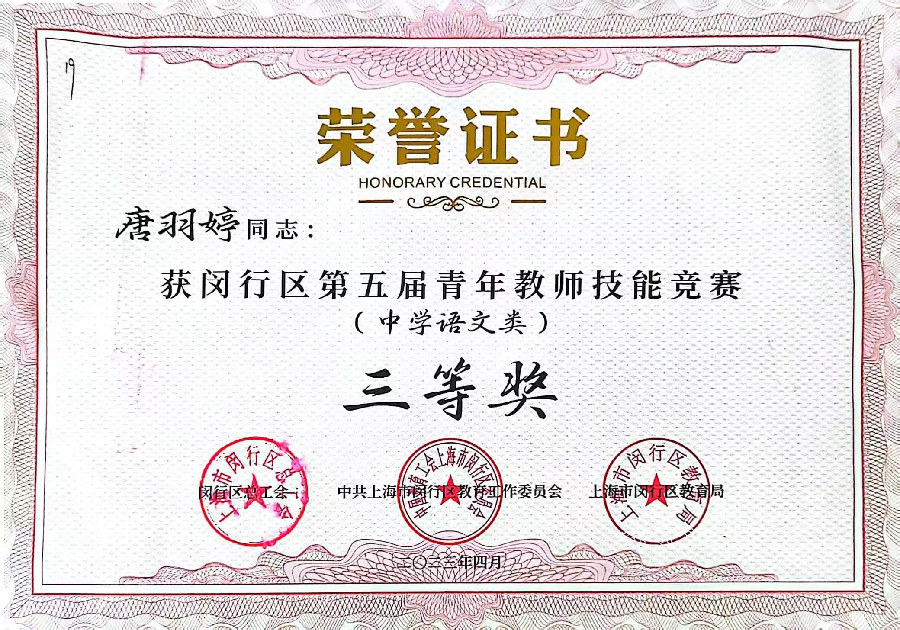 19
荣誉证书
HONORARY CREDENTIAL
唐羽婷同志：
获闵行区第五届青年教师技能竞赛
（中学语文类）
三等奖
闵行区总工会
中共上海市闵行区教育工作委员会
上海市闵行区教育局
上海市闵行区总工会
中国教育工会上海市闵行区委员会
上海市闵行区教育局
年四月